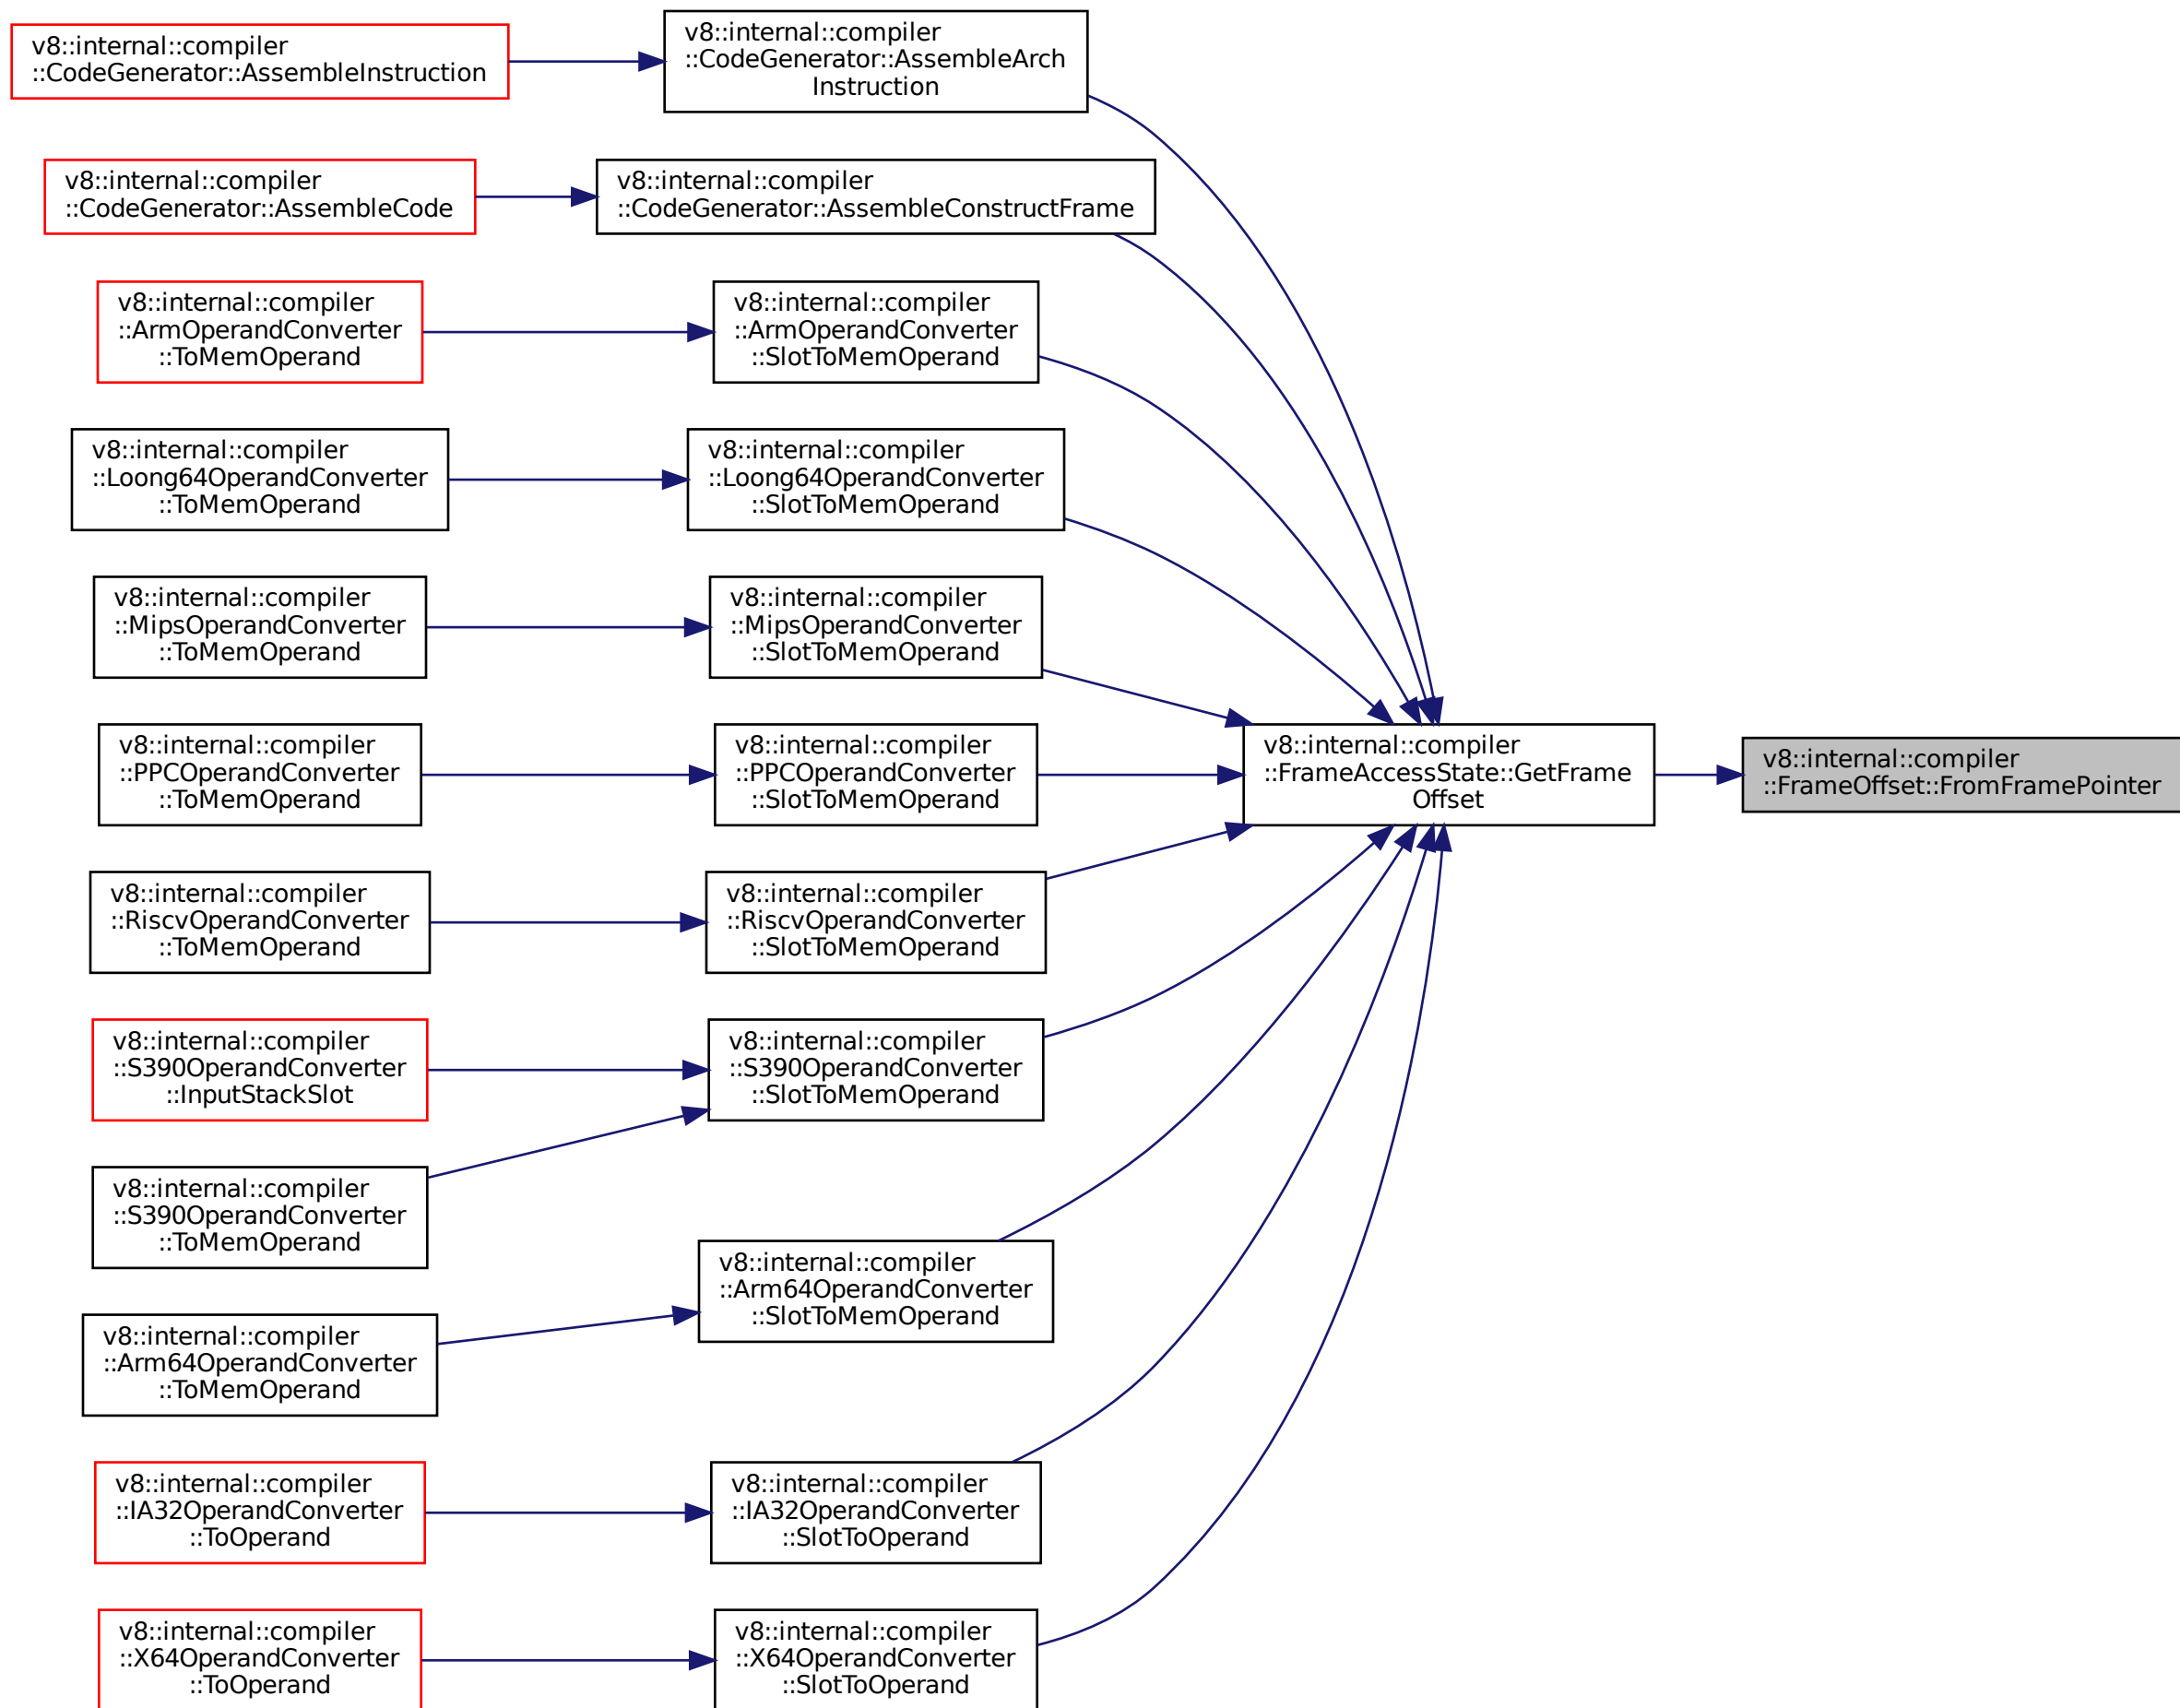 v8::internal::compiler
::CodeGenerator::AssembleInstruction
v8::internal::compiler
::CodeGenerator::AssembleArch
Instruction
v8::internal::compiler
::CodeGenerator::AssembleCode
v8::internal::compiler
::CodeGenerator::AssembleConstructFrame
v8::internal::compiler
::ArmOperandConverter
::ToMemOperand
v8::internal::compiler
::ArmOperandConverter
::SlotToMemOperand
v8::internal::compiler
::Loong64OperandConverter
::ToMemOperand
v8::internal::compiler
::Loong64OperandConverter
::SlotToMemOperand
v8::internal::compiler
::MipsOperandConverter
::ToMemOperand
v8::internal::compiler
::MipsOperandConverter
::SlotToMemOperand
v8::internal::compiler
::PPCOperandConverter
::ToMemOperand
v8::internal::compiler
::PPCOperandConverter
::SlotToMemOperand
v8::internal::compiler
::FrameAccessState::GetFrame
Offset
v8::internal::compiler
::FrameOffset::FromFramePointer
v8::internal::compiler
::RiscvOperandConverter
::ToMemOperand
v8::internal::compiler
::RiscvOperandConverter
::SlotToMemOperand
v8::internal::compiler
::S390OperandConverter
::InputStackSlot
v8::internal::compiler
::S390OperandConverter
::SlotToMemOperand
v8::internal::compiler
::S390OperandConverter
::ToMemOperand
v8::internal::compiler
::Arm64OperandConverter
::SlotToMemOperand
v8::internal::compiler
::Arm64OperandConverter
::ToMemOperand
v8::internal::compiler
::IA32OperandConverter
::ToOperand
v8::internal::compiler
::IA32OperandConverter
::SlotToOperand
v8::internal::compiler
::X64OperandConverter
::ToOperand
v8::internal::compiler
::X64OperandConverter
::SlotToOperand